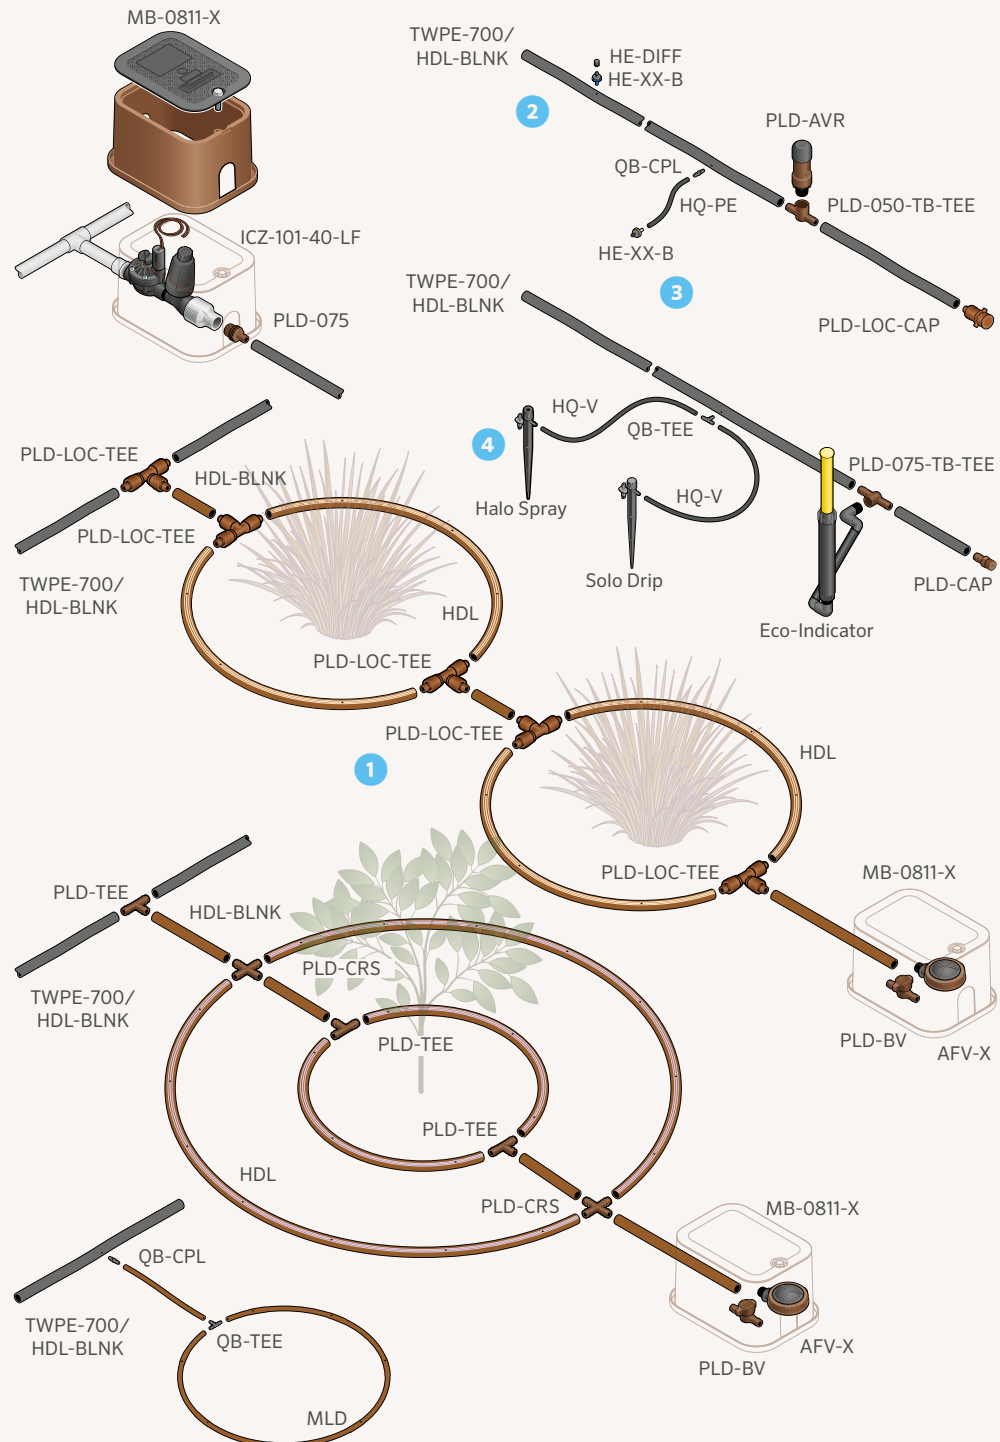 MB-0811-X
TWPE-700/
HDL-BLNK
HE-DIFF
HE-XX-B
2
PLD-AVR
QB-CPL
HQ-PE
PLD-050-TB-TEE
HE-XX-B
ICZ-101-40-LF
3
TWPE-700/
HDL-BLNK
PLD-075
PLD-LOC-CAP
HQ-V
QB-TEE
4
PLD-LOC-TEE
HDL-BLNK
PLD-075-TB-TEE
Halo Spray
HQ-V
PLD-LOC-TEE
Solo Drip
TWPE-700/
HDL-BLNK
PLD-CAP
HDL
Eco-Indicator
PLD-LOC-TEE
PLD-LOC-TEE
HDL
1
PLD-LOC-TEE
MB-0811-X
PLD-TEE
HDL-BLNK
PLD-CRS
TWPE-700/
HDL-BLNK
PLD-TEE
PLD-BV
AFV-X
PLD-TEE
HDL
PLD-CRS
MB-0811-X
QB-CPL
TWPE-700/
HDL-BLNK
QB-TEE
AFV-X
PLD-BV
MLD